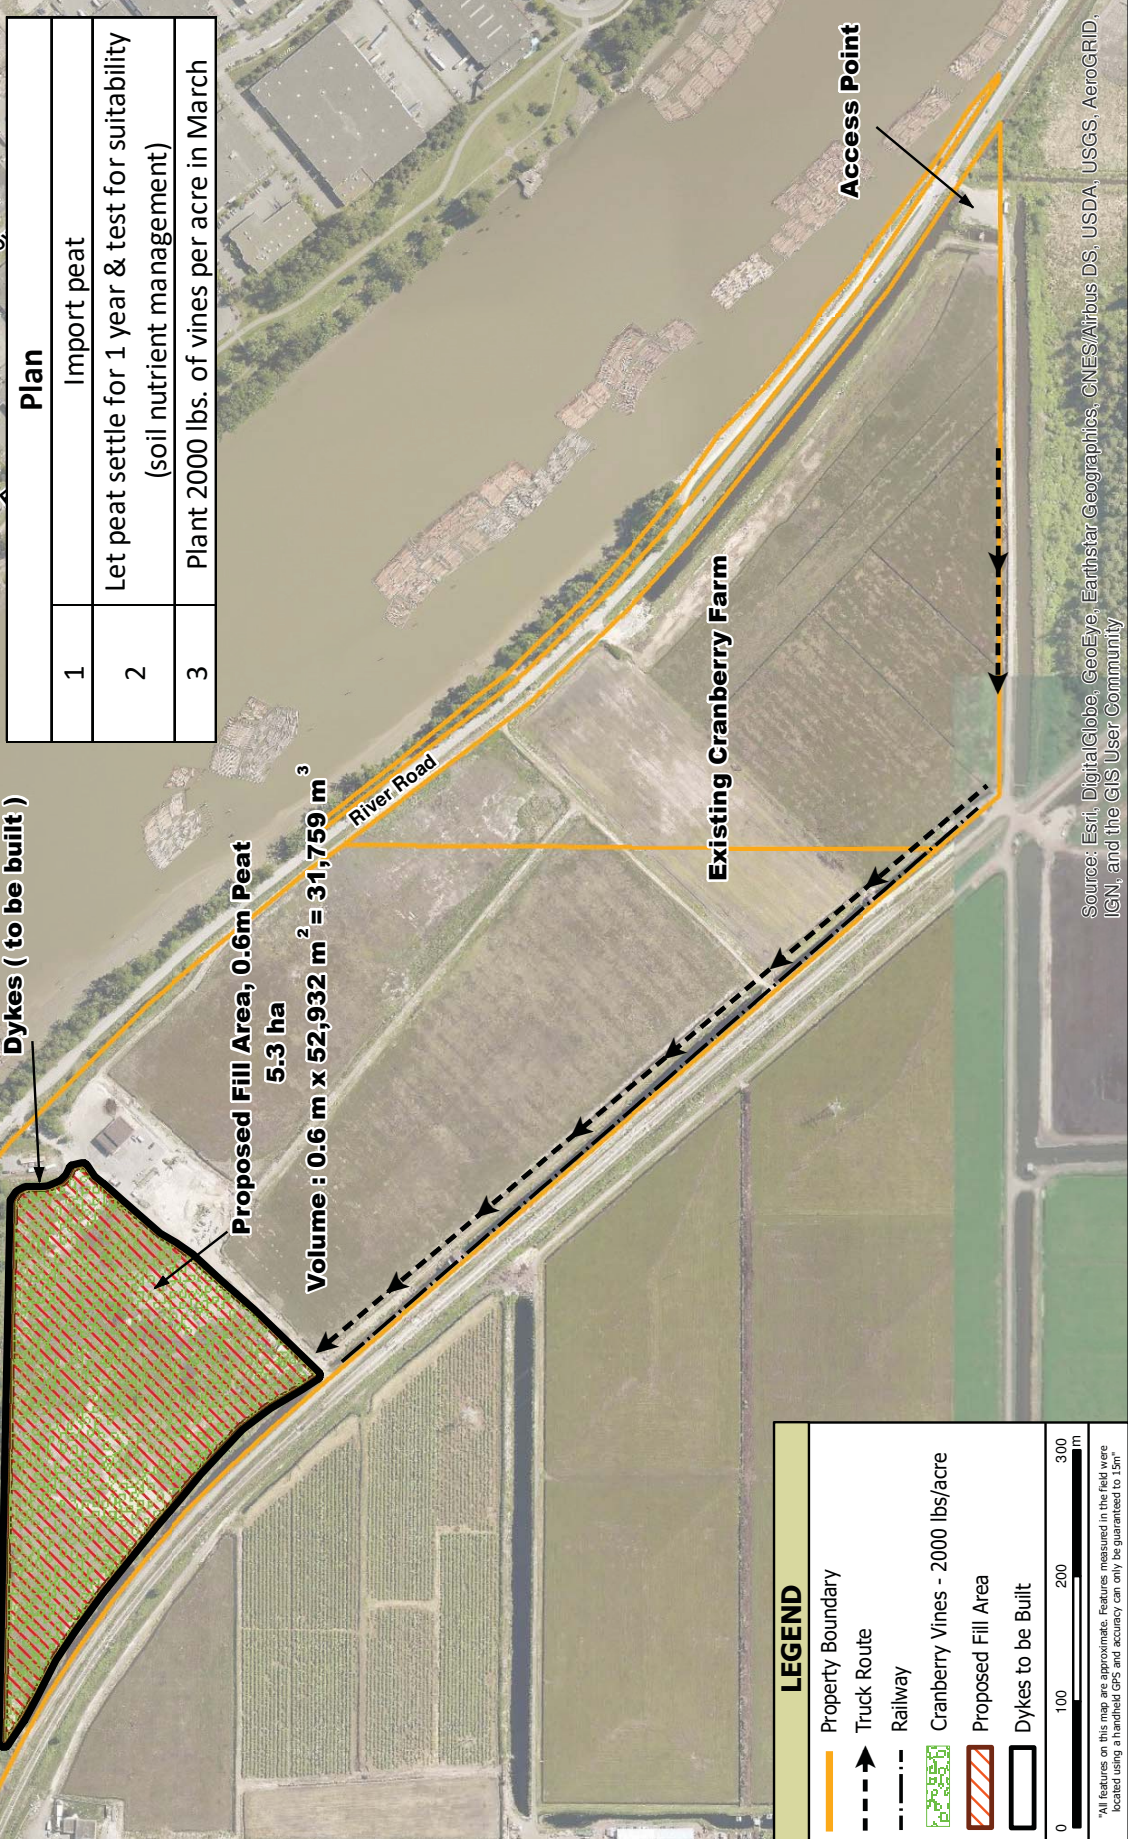 Plan
1 Import peat
2 Let peat settle for 1 year & test for suitability
(soil nutrient management)
3 Plant 2000 lbs. of vines per acre in March
Dykes ( to be built )
Proposed Fill Area, 0.6m Peat
5.3 ha
Volume : 0.6 m x 52,932 m² = 31,759 m³
River Road
Existing Cranberry Farm
Access Point
LEGEND
Property Boundary
Truck Route
Railway
Cranberry Vines - 2000 lbs/acre
Proposed Fill Area
Dykes to be Built
0 100 200 300
m
"All features on this map are approximate. Features measured in the field were
located using a handheld GPS and accuracy can only be guaranteed to 15m"
Source: Esri, DigitalGlobe, GeoEye, Earthstar Geographics, CNES/Airbus DS, USDA, USGS, AeroGRID,
IGN, and the GIS User Community